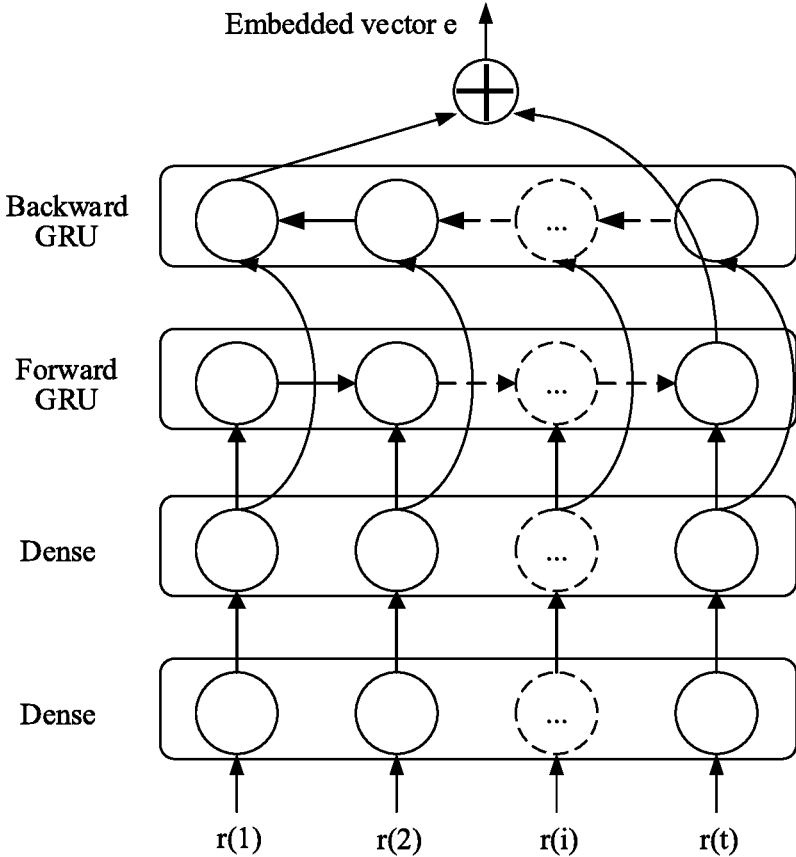 Embedded vector e
Backward
GRU
...
Forward
GRU
...
Dense
...
Dense
...
r(1)
r(2)
r(i)
r(t)